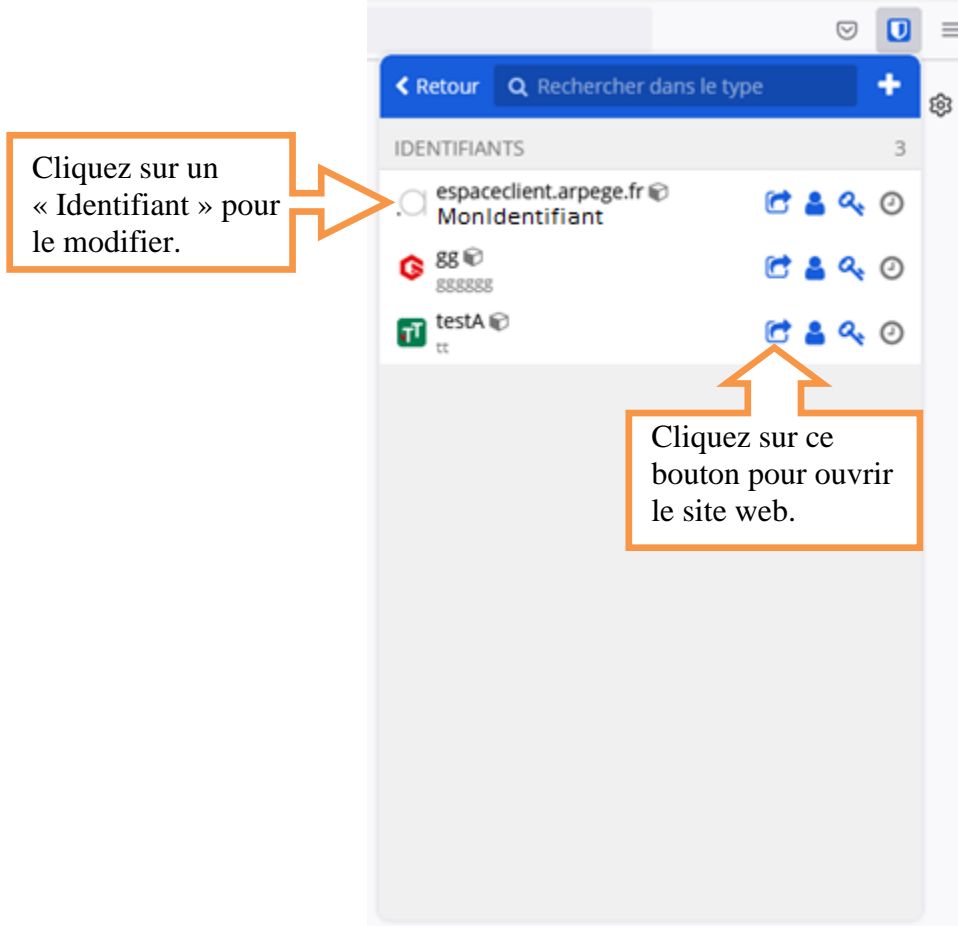 Retour
Rechercher dans le type
IDENTIFIANTS 3
Cliquez sur un
« Identifiant » pour
le modifier.
espaceclient.arpege.fr
MonIdentifiant
gg
gggggg
testA
tt
Cliquez sur ce
bouton pour ouvrir
le site web.